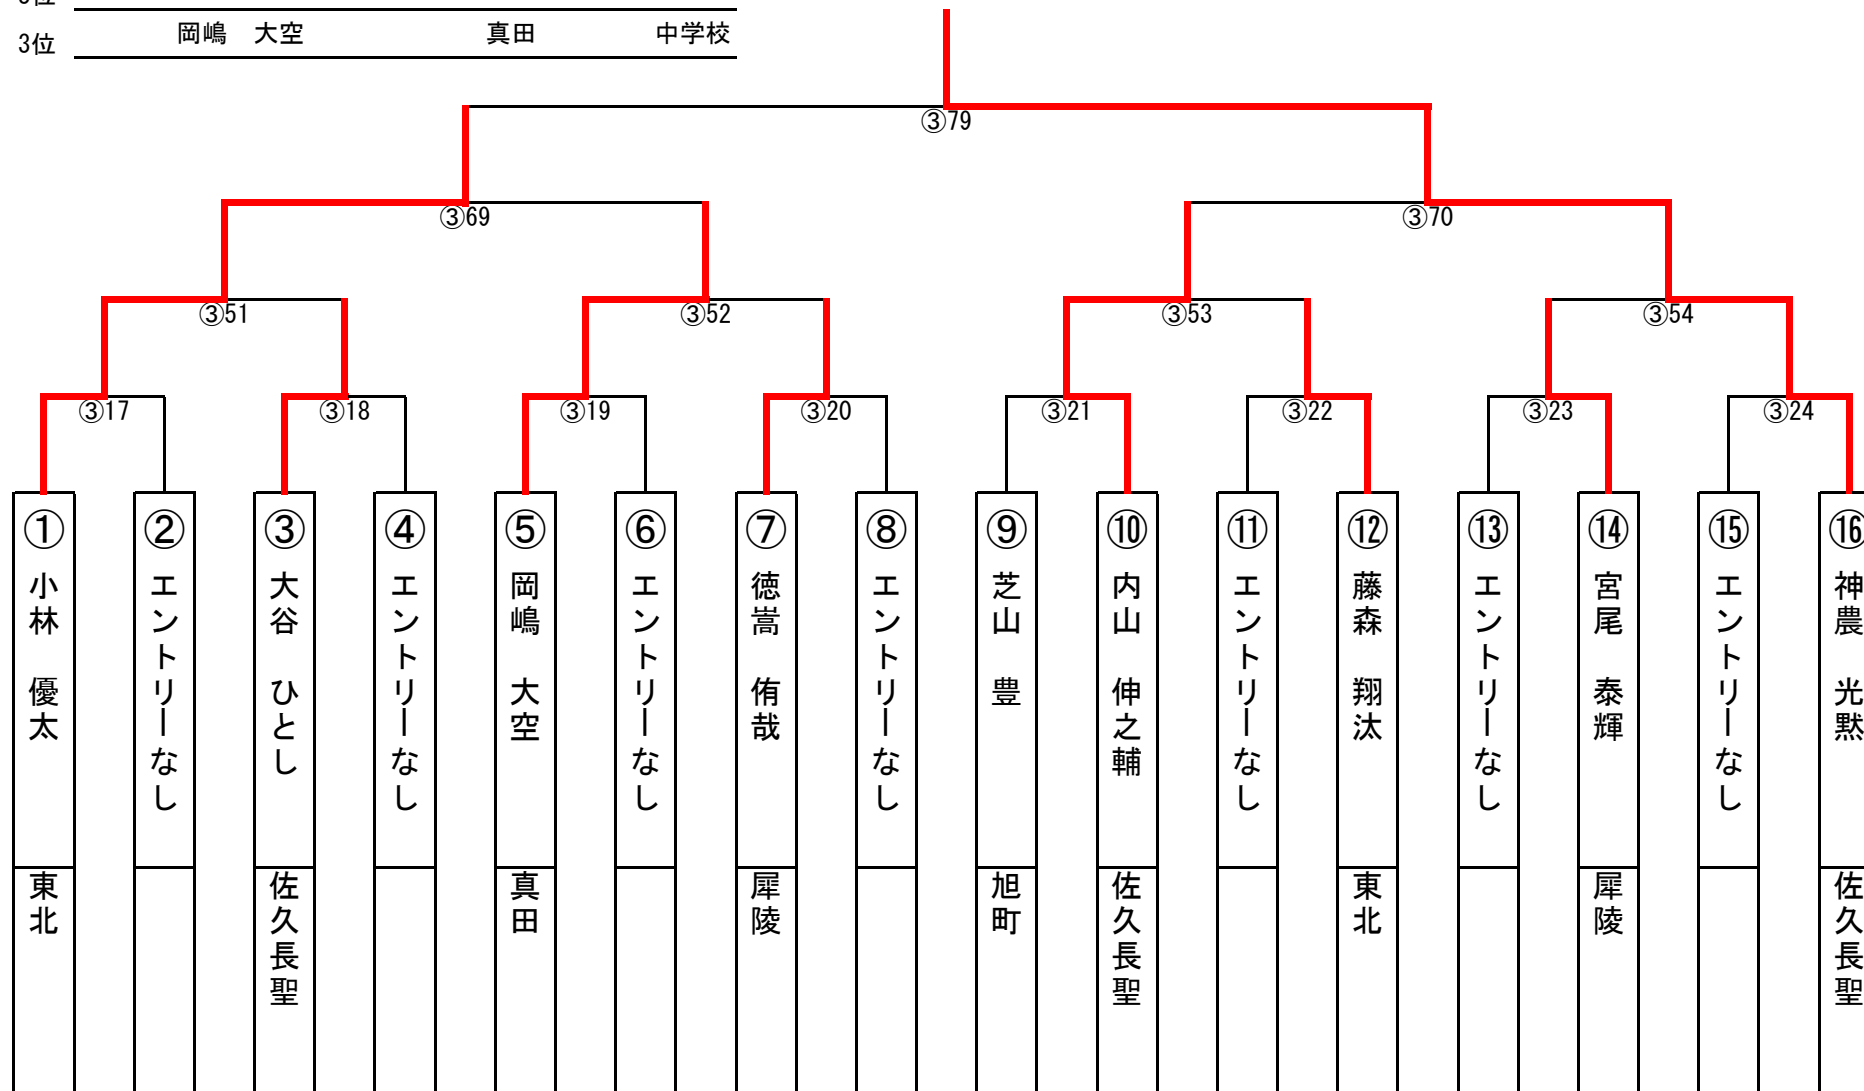 3位 岡嶋 大空 真田 中学校
③79
③69 ③70
③51 ③52 ③53 ③54
③17 ③18 ③19 ③20 ③21 ③22 ③23 ③24
① 小林 優太 東北
② エントリーなし
③ 大谷 ひとし 佐久長聖
④ エントリーなし
⑤ 岡嶋 大空 真田
⑥ エントリーなし
⑦ 徳嵩 侑哉 犀陵
⑧ エントリーなし
⑨ 芝山 豊 旭町
⑩ 内山 伸之輔 佐久長聖
⑪ エントリーなし
⑫ 藤森 翔汰 東北
⑬ エントリーなし
⑭ 宮尾 泰輝 犀陵
⑮ エントリーなし
⑯ 神農 光黙 佐久長聖